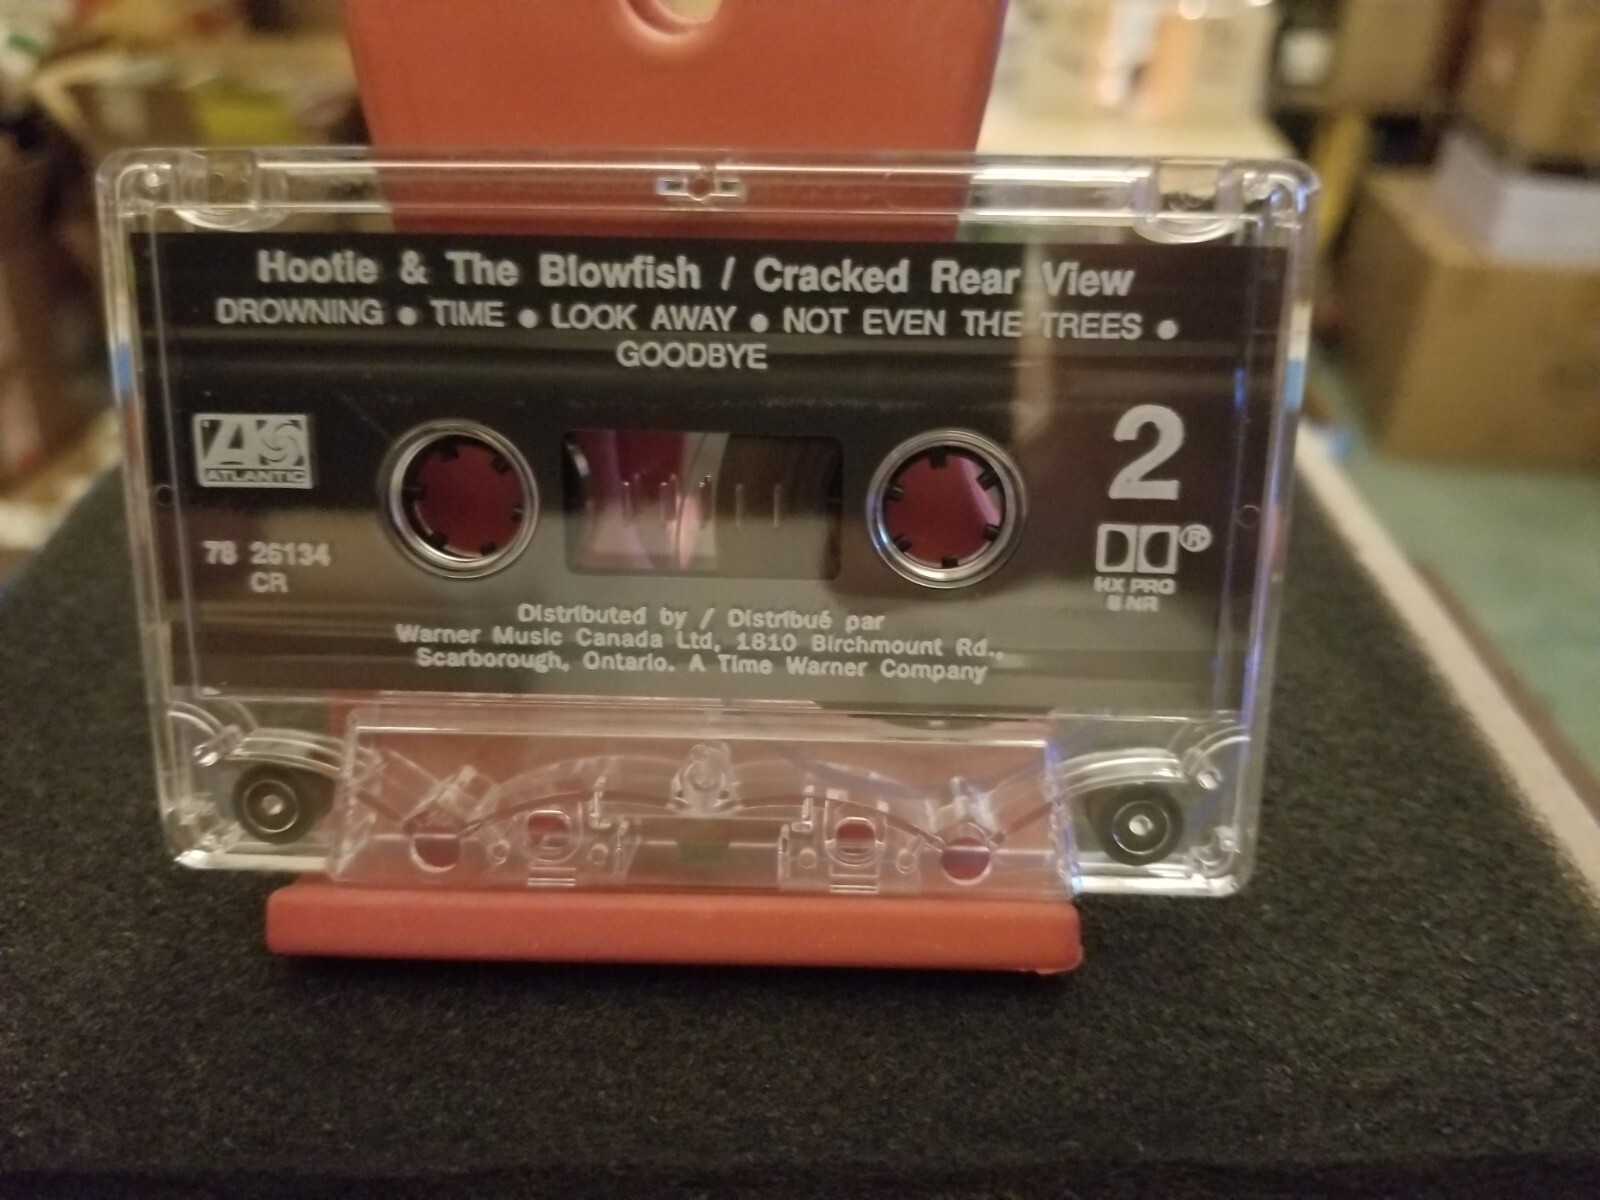 Hootie & The Blowfish / Cracked Rear View
DROWNING ● TIME ● LOOK AWAY ● NOT EVEN THE TREES ●
GOODBYE
ATLANTIC
2
78 26134
CR
®
HX PRO
B NR
Distributed by / Distribué par
Warner Music Canada Ltd, 1810 Birchmount Rd.,
Scarborough, Ontario. A Time Warner Company